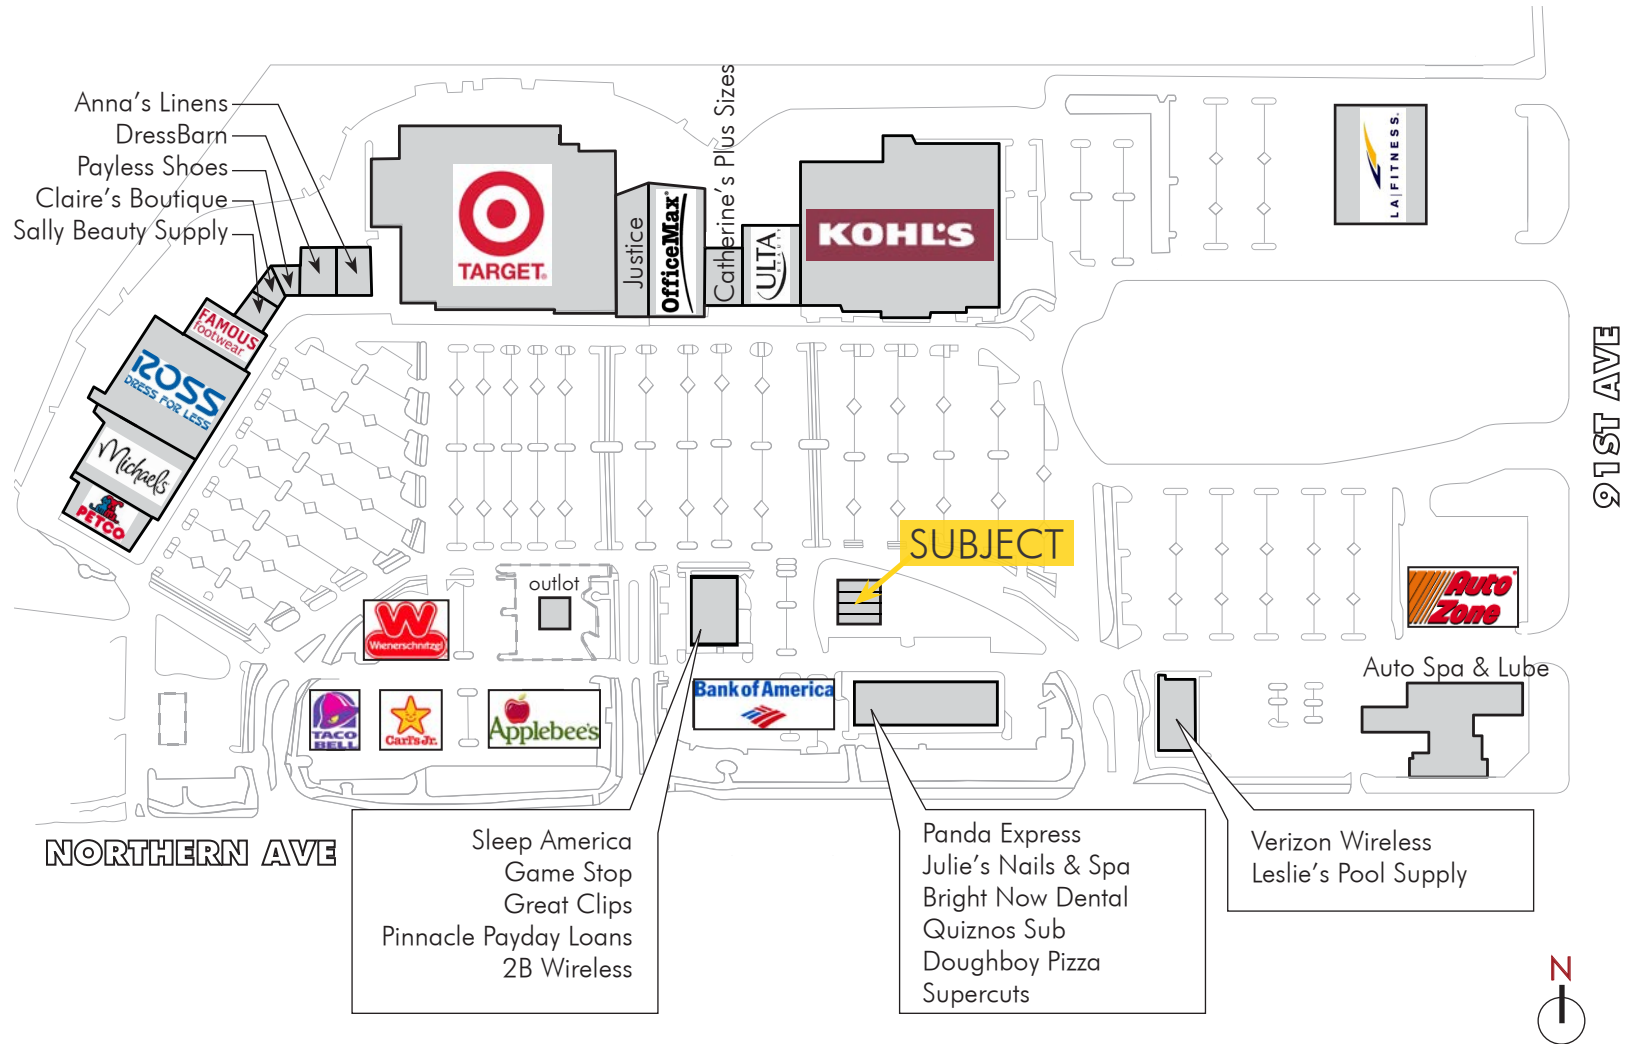 Anna's Linens
DressBarn
Payless Shoes
Claire's Boutique
Sally Beauty Supply
FAMOUS
footwear
ROSS
DRESS FOR LESS
Michaels
PETCO
TARGET
Justice
OfficeMax
Catherine's Plus Sizes
ULTA
BEAUTY
KOHL'S
LA|FITNESS.
91ST AVE
SUBJECT
outlot
Wienerschnitzel
TACO
BELL
Carl's Jr.
Applebee's
Bank of America
Auto
Zone
Auto Spa & Lube
NORTHERN AVE
Sleep America
Game Stop
Great Clips
Pinnacle Payday Loans
2B Wireless
Panda Express
Julie's Nails & Spa
Bright Now Dental
Quiznos Sub
Doughboy Pizza
Supercuts
Verizon Wireless
Leslie's Pool Supply
N